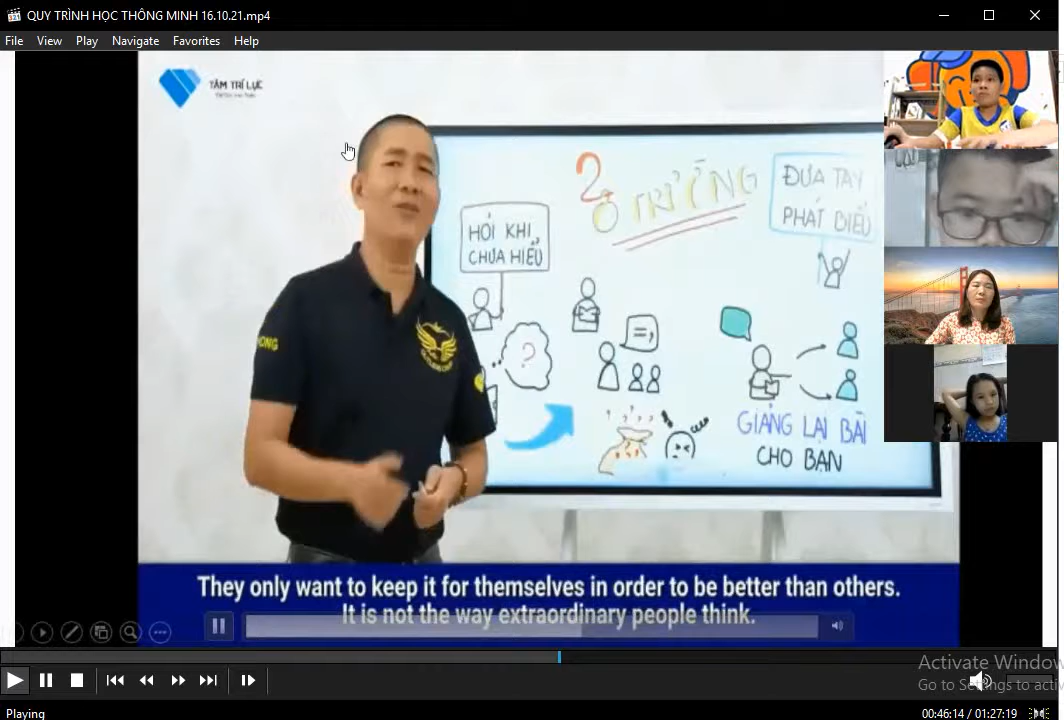 QUY TRÌNH HỌC THÔNG MINH 16.10.21.mp4
File View Play Navigate Favorites Help
TÂM TRÍ LỰC
2. Ở TRƯỜNG
ĐƯA TAY
PHÁT BIỂU
HỎI KHI
CHƯA HIỂU
?
=,
GIẢNG LẠI BÀI
CHO BẠN
They only want to keep it for themselves in order to be better than others.
It is not the way extraordinary people think.
Activate Window
Go to Settings to activ
Playing
00:46:14 / 01:27:19